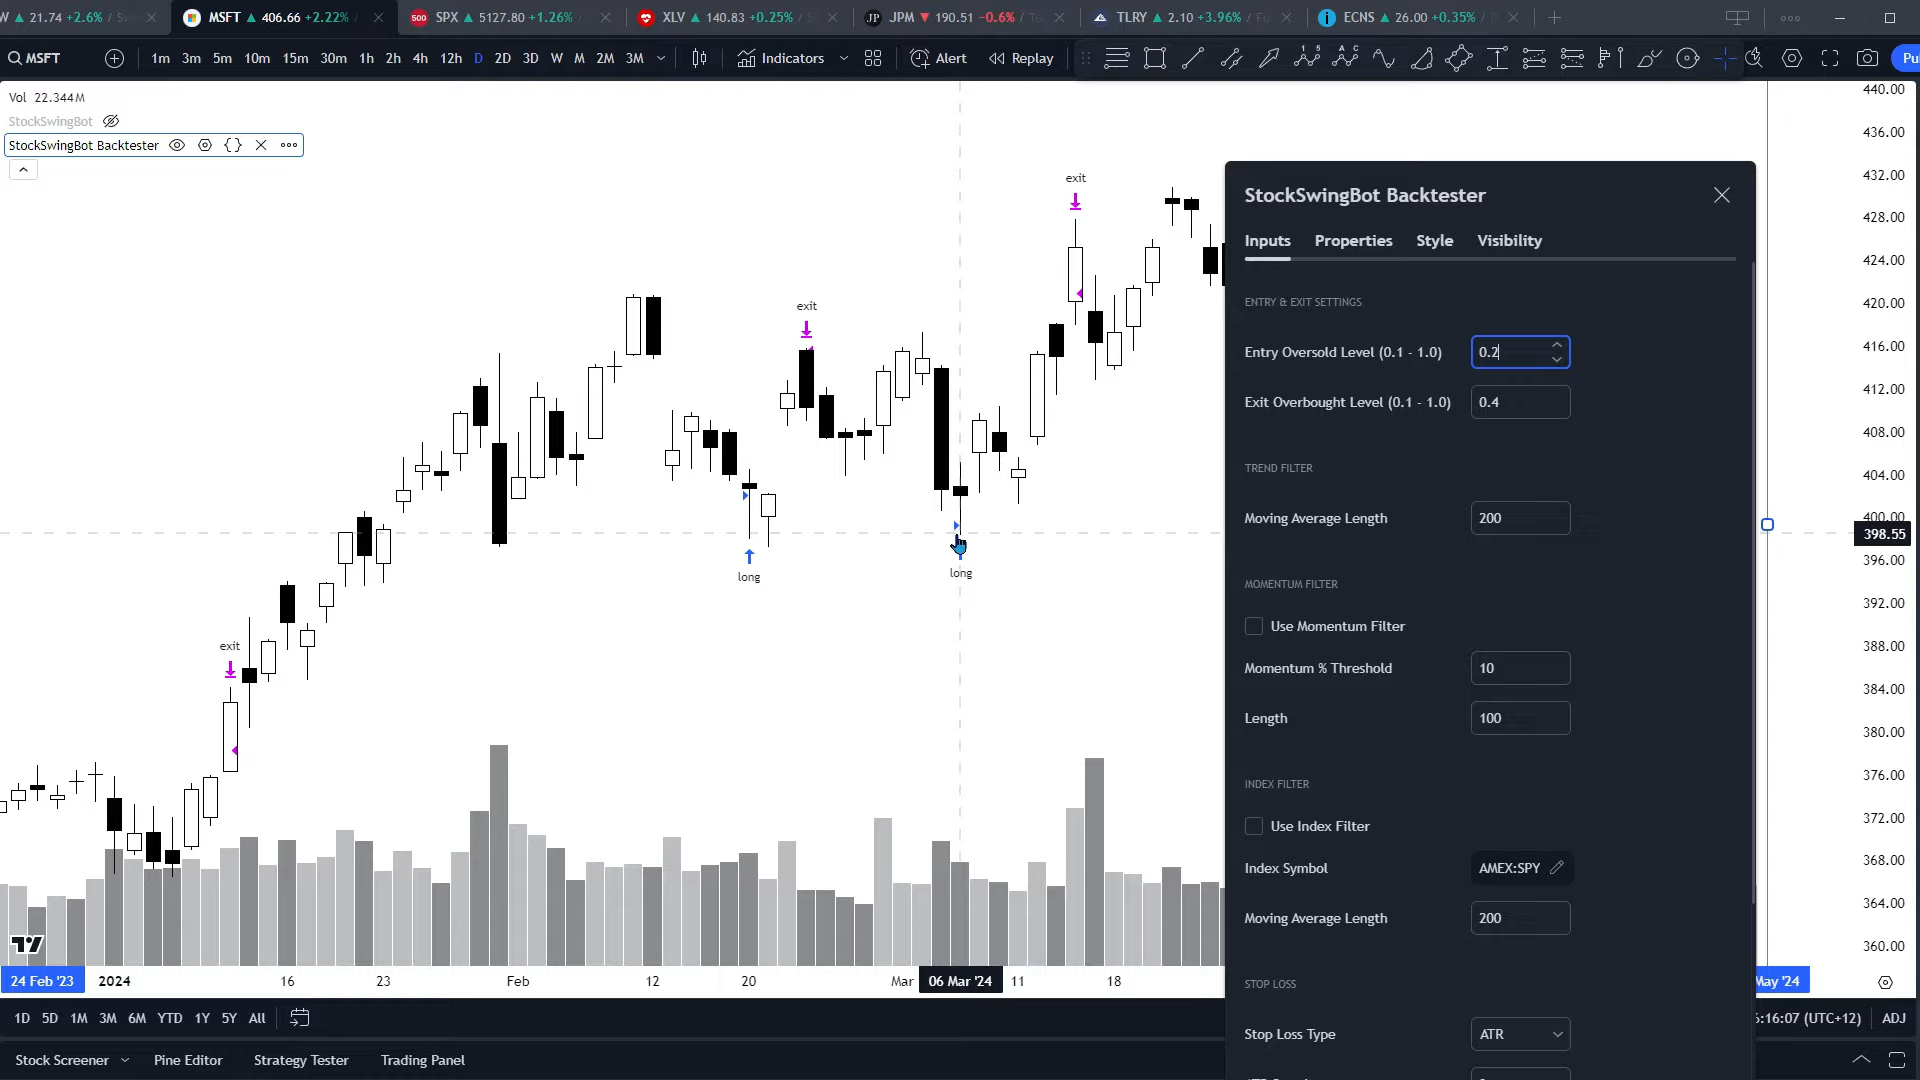 W ▲ 21.74 +2.6% /
MSFT ▲ 406.66 +2.22%
500 SPX ▲ 5127.80 +1.26%
XLV ▲ 140.83 +0.25% /
JP JPM ▼ 190.51 −0.6% /
TLRY ▲ 2.10 +3.96% /
ECNS ▲ 26.00 +0.35% /
MSFT
1m 3m 5m 10m 15m 30m 1h 2h 4h 12h D 2D 3D W M 2M 3M
Indicators
Alert
Replay
Vol 22.344M
StockSwingBot
StockSwingBot Backtester
exit
exit
exit
long
long
440.00
436.00
432.00
428.00
424.00
420.00
416.00
412.00
408.00
404.00
400.00
398.55
396.00
392.00
388.00
384.00
380.00
376.00
372.00
368.00
364.00
360.00
StockSwingBot Backtester
Inputs Properties Style Visibility
ENTRY & EXIT SETTINGS
Entry Oversold Level (0.1 - 1.0) 0.2
Exit Overbought Level (0.1 - 1.0) 0.4
TREND FILTER
Moving Average Length 200
MOMENTUM FILTER
Use Momentum Filter
Momentum % Threshold 10
Length 100
INDEX FILTER
Use Index Filter
Index Symbol AMEX:SPY
Moving Average Length 200
STOP LOSS
Stop Loss Type ATR
24 Feb '23 2024 16 23 Feb 12 20 Mar 06 Mar '24 11 18 May '24
1D 5D 1M 3M 6M YTD 1Y 5Y All
:16:07 (UTC+12) ADJ
Stock Screener Pine Editor Strategy Tester Trading Panel